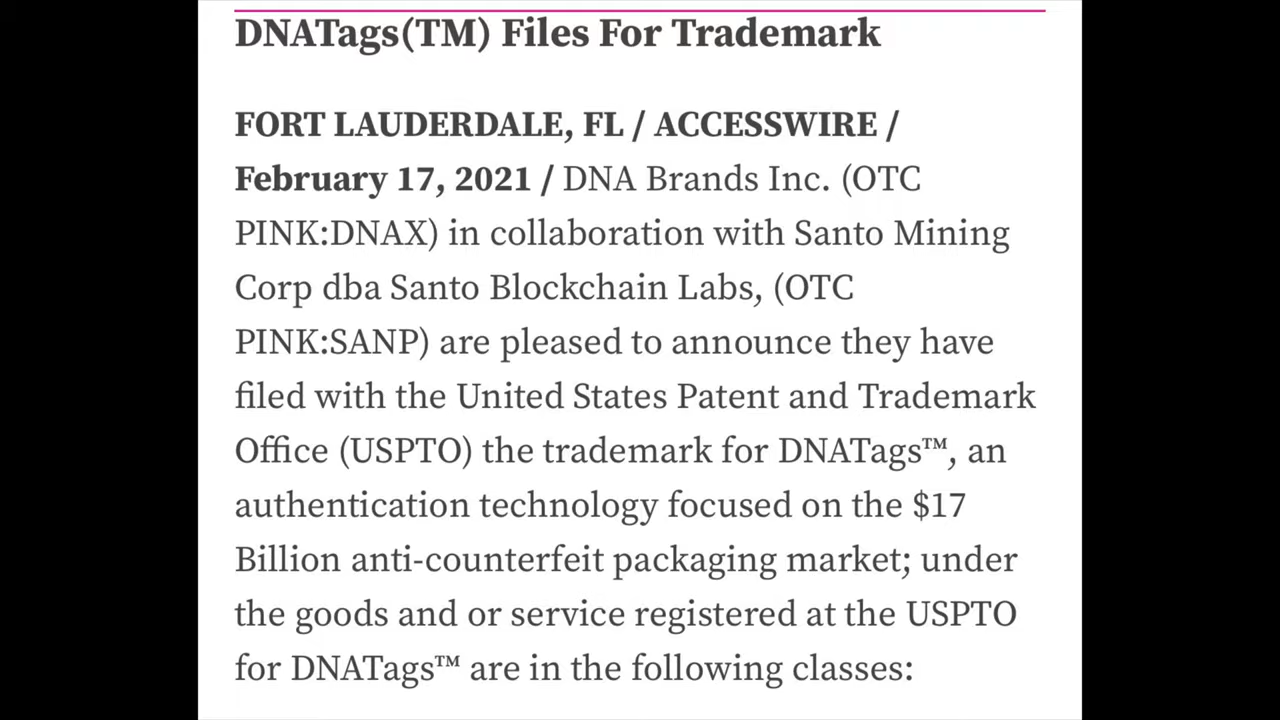 DNATags(TM) Files For Trademark
FORT LAUDERDALE, FL / ACCESSWIRE /
February 17, 2021 / DNA Brands Inc. (OTC
PINK:DNAX) in collaboration with Santo Mining
Corp dba Santo Blockchain Labs, (OTC
PINK:SANP) are pleased to announce they have
filed with the United States Patent and Trademark
Office (USPTO) the trademark for DNATags™, an
authentication technology focused on the $17
Billion anti-counterfeit packaging market; under
the goods and or service registered at the USPTO
for DNATags™ are in the following classes: